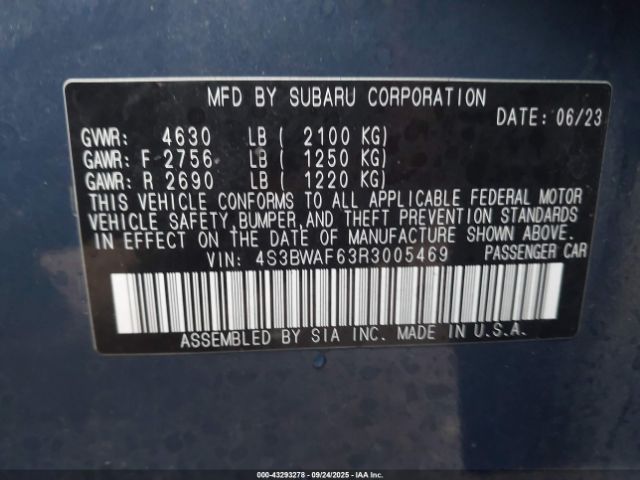 MFD BY SUBARU CORPORATION
DATE: 06/23
GVWR: 4630 LB ( 2100 KG)
GAWR: F 2756 LB ( 1250 KG)
GAWR: R 2690 LB ( 1220 KG)
THIS VEHICLE CONFORMS TO ALL APPLICABLE FEDERAL MOTOR
VEHICLE SAFETY,BUMPER,AND THEFT PREVENTION STANDARDS
IN EFFECT ON THE DATE OF MANUFACTURE SHOWN ABOVE.
VIN: 4S3BWAF63R3005469 PASSENGER CAR
ASSEMBLED BY SIA INC. MADE IN U.S.A.
000-43293278 - 09/24/2025 - IAA Inc.